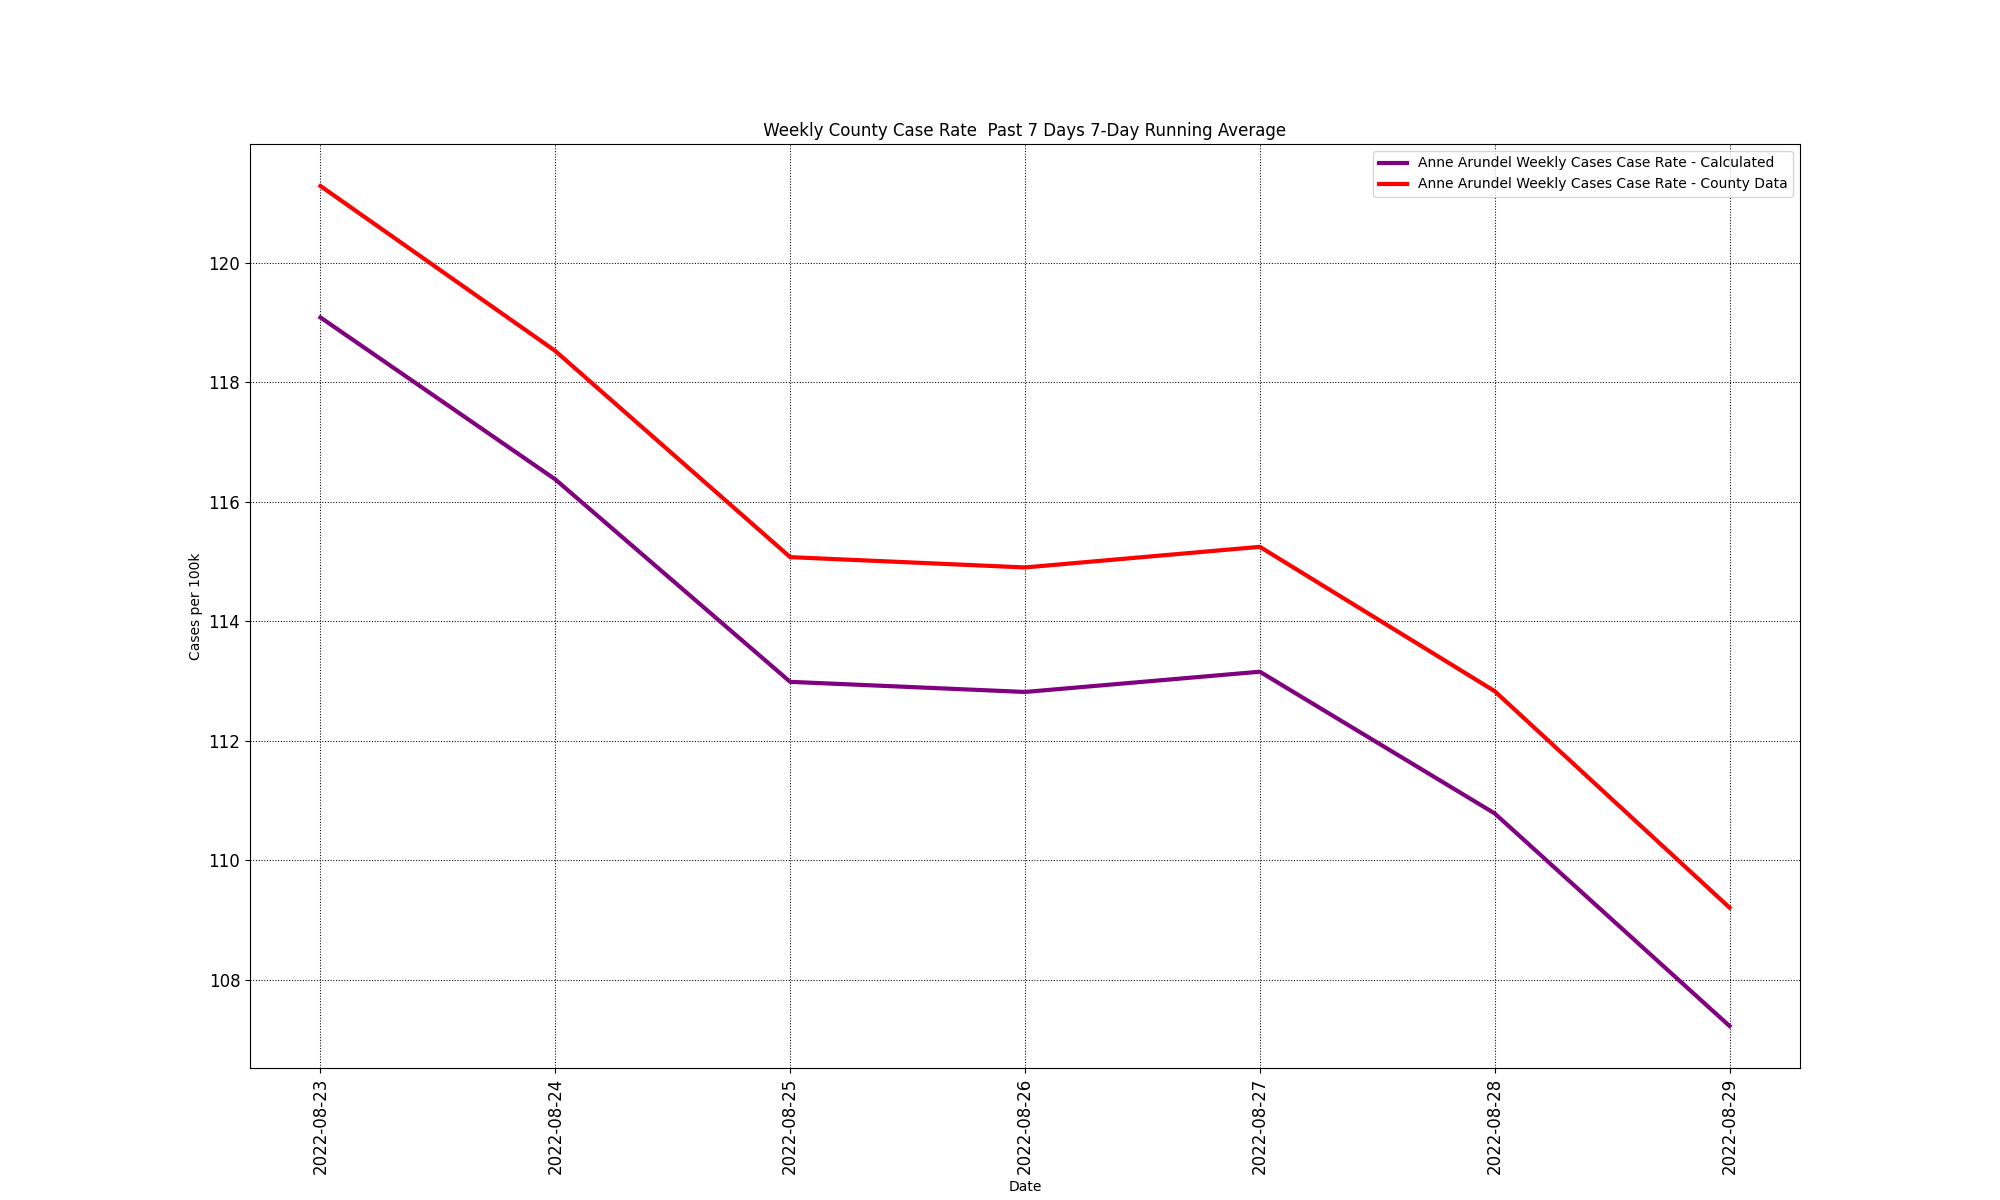 Weekly County Case Rate  Past 7 Days 7-Day Running Average
Anne Arundel Weekly Cases Case Rate - Calculated
Anne Arundel Weekly Cases Case Rate - County Data
120
118
116
114
112
110
108
Cases per 100k
2022-08-23
2022-08-24
2022-08-25
2022-08-26
2022-08-27
2022-08-28
2022-08-29
Date